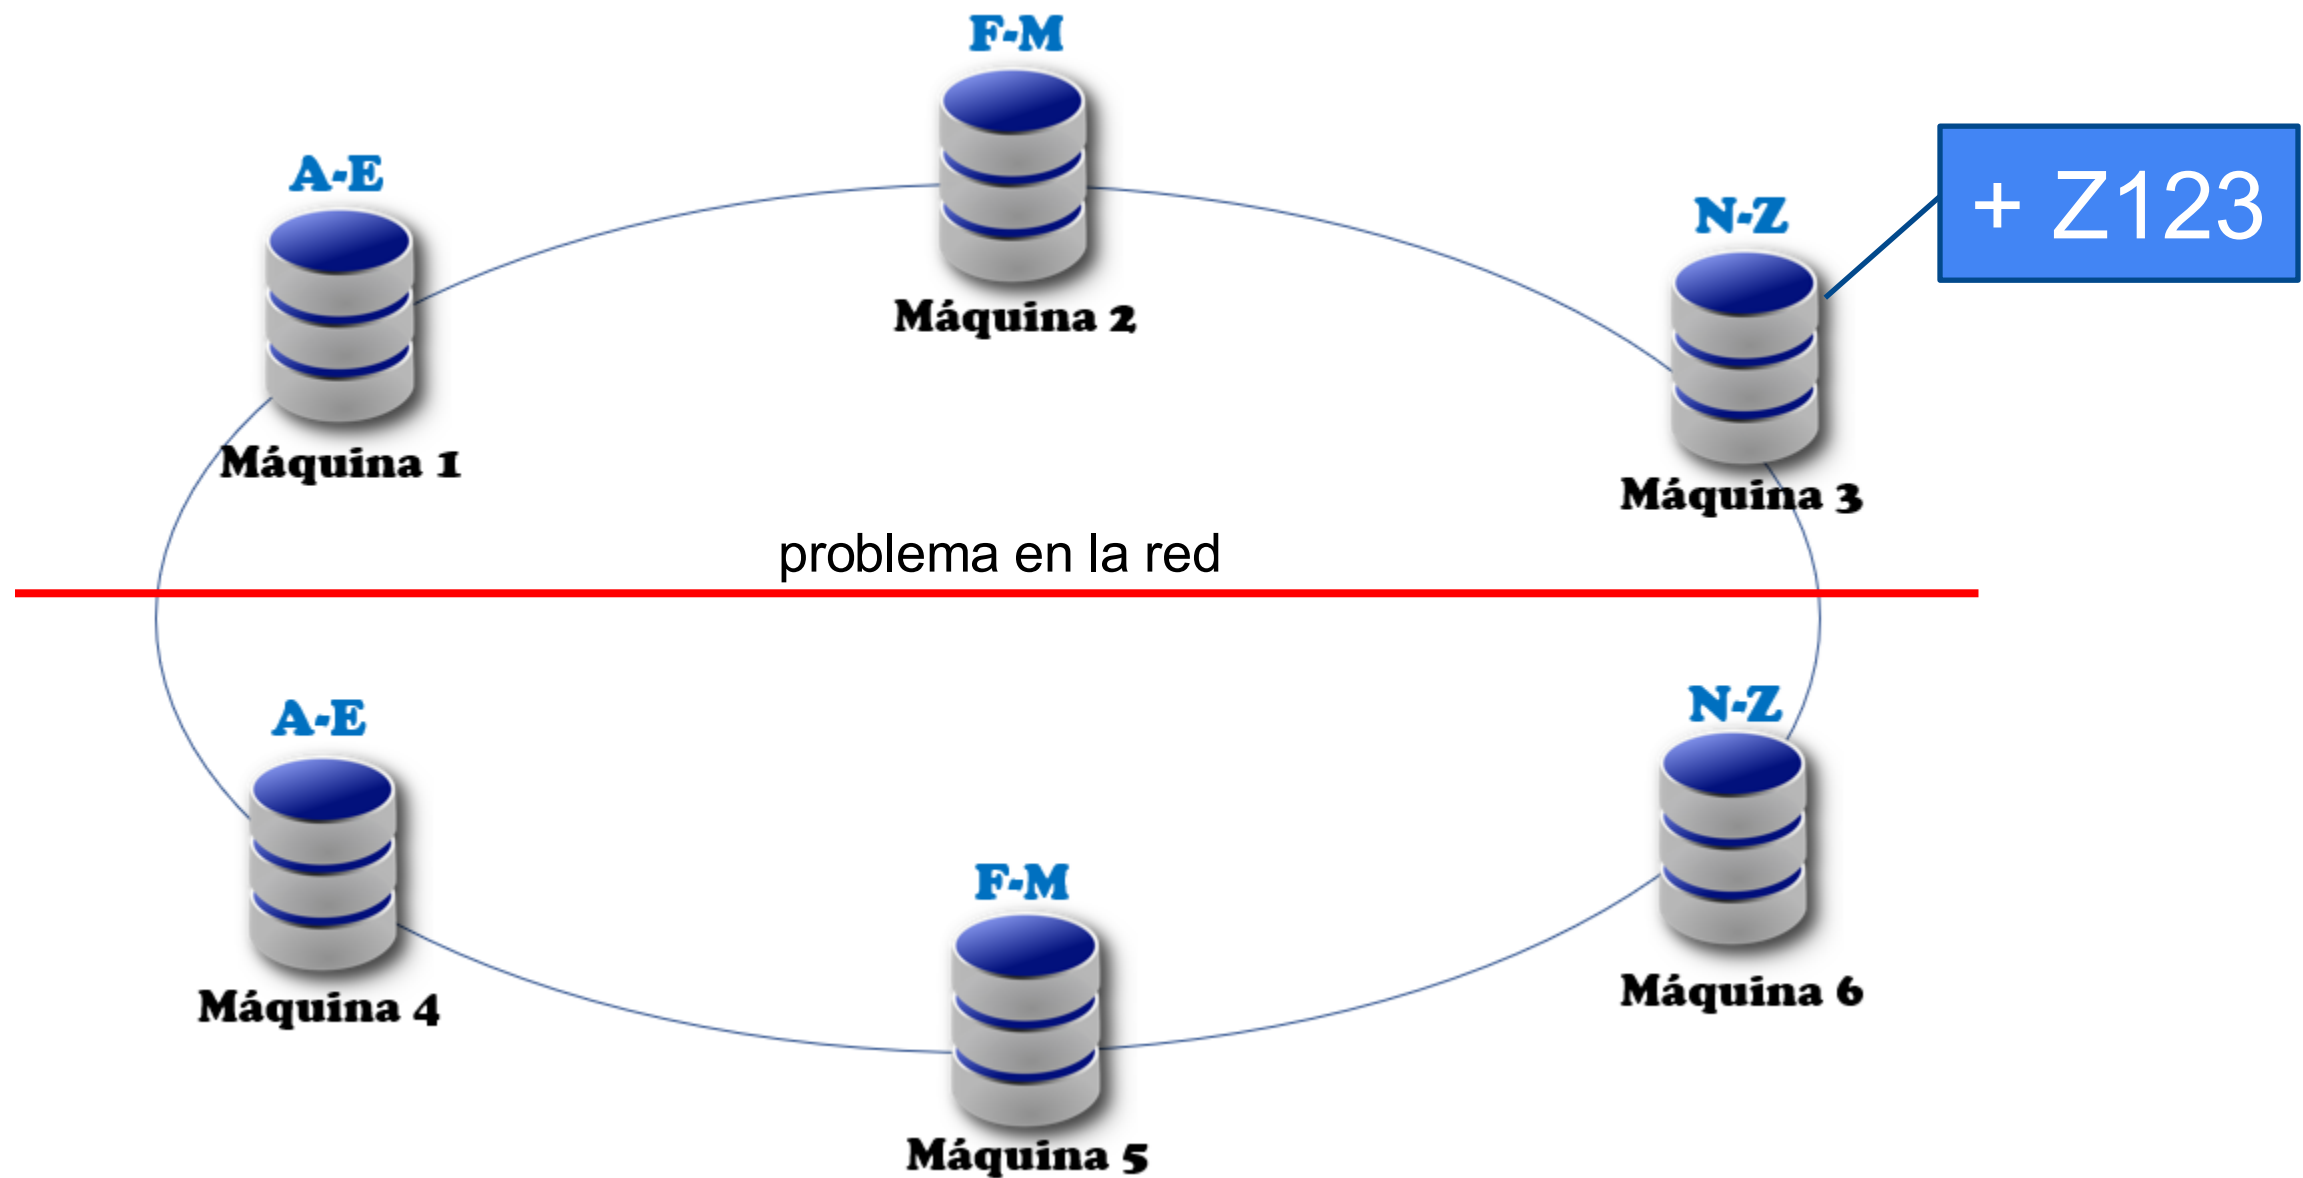 F-M
A-E
N-Z
+ Z123
Máquina 2
Máquina 1
Máquina 3
problema en la red
A-E
N-Z
F-M
Máquina 4
Máquina 6
Máquina 5